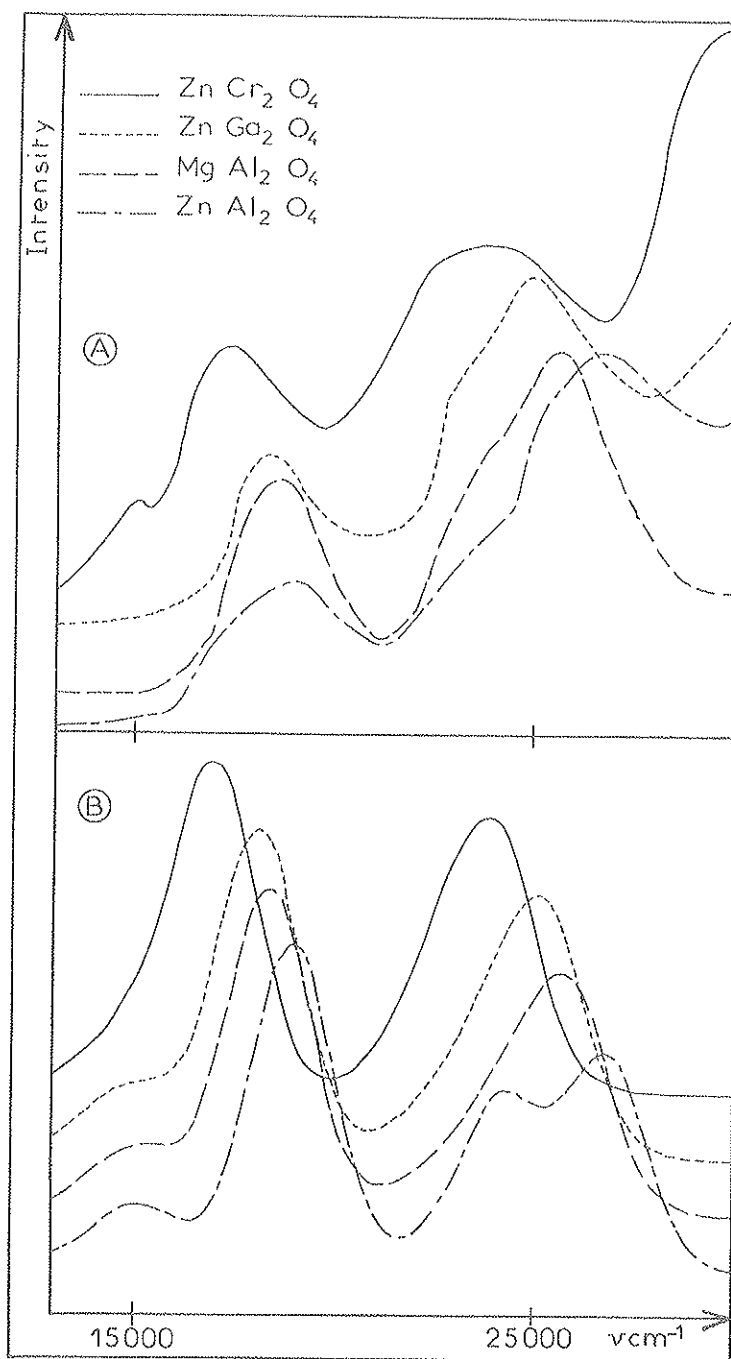 Intensity
Zn Cr₂ O₄
Zn Ga₂ O₄
Mg Al₂ O₄
Zn Al₂ O₄
A
B
15000 25000 νcm⁻¹